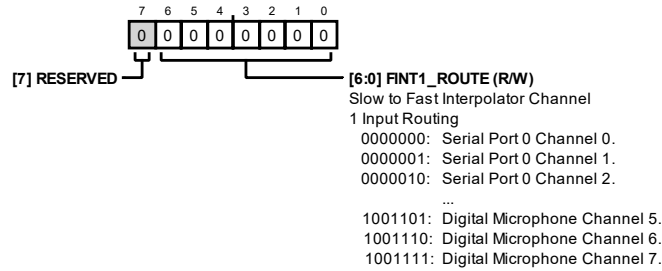 7 6 5 4 3 2 1 0
0 0 0 0 0 0 0 0
[7] RESERVED
[6:0] FINT1_ROUTE (R/W)
Slow to Fast Interpolator Channel
1 Input Routing
0000000: Serial Port 0 Channel 0.
0000001: Serial Port 0 Channel 1.
0000010: Serial Port 0 Channel 2.
...
1001101: Digital Microphone Channel 5.
1001110: Digital Microphone Channel 6.
1001111: Digital Microphone Channel 7.